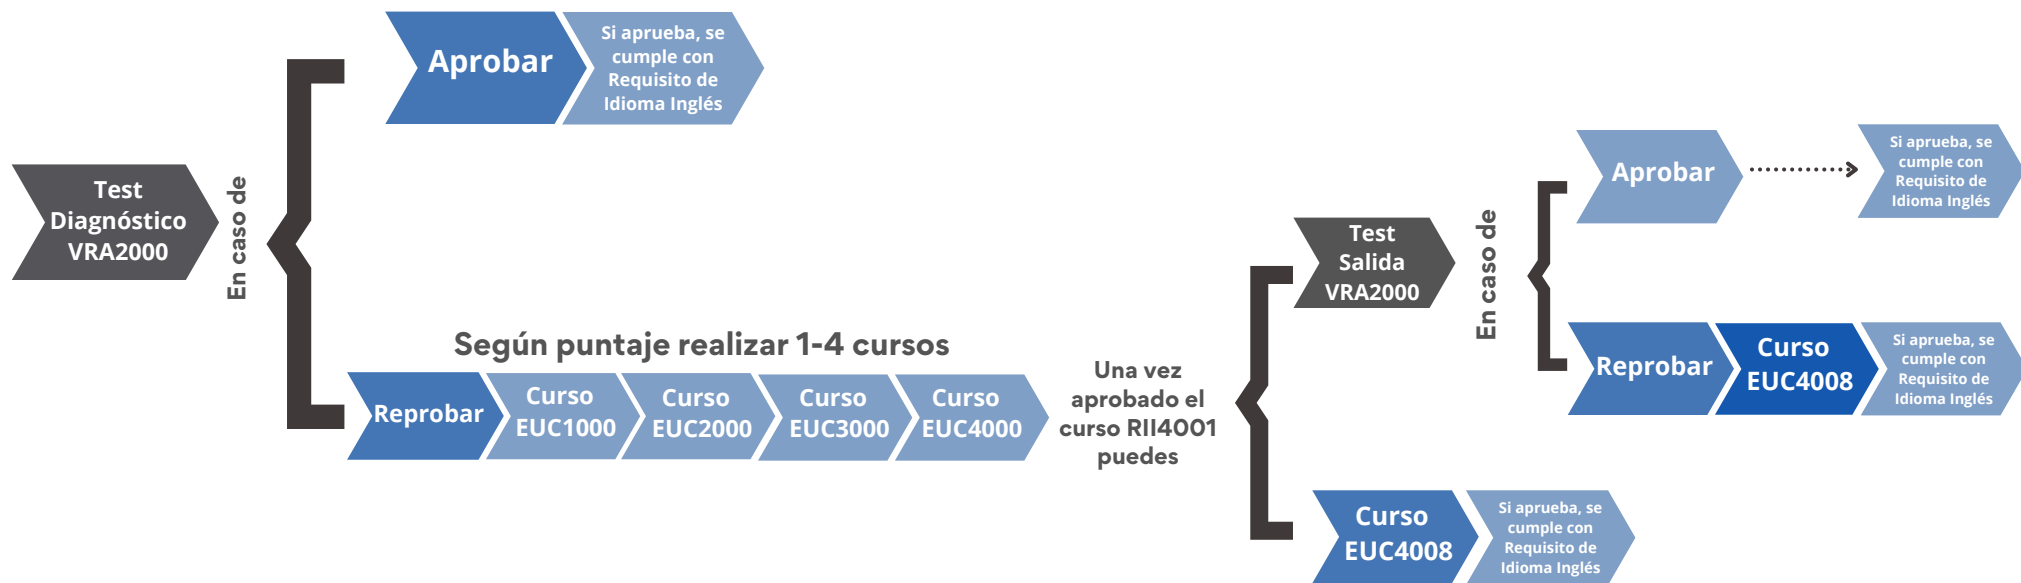 Test
Diagnóstico
VRA2000
En caso de
Aprobar
Si aprueba, se
cumple con
Requisito de
Idioma Inglés
Según puntaje realizar 1-4 cursos
Reprobar
Curso
EUC1000
Curso
EUC2000
Curso
EUC3000
Curso
EUC4000
Una vez
aprobado el
curso RII4001
puedes
Test
Salida
VRA2000
En caso de
Aprobar
Si aprueba, se
cumple con
Requisito de
Idioma Inglés
Reprobar
Curso
EUC4008
Si aprueba, se
cumple con
Requisito de
Idioma Inglés
Curso
EUC4008
Si aprueba, se
cumple con
Requisito de
Idioma Inglés